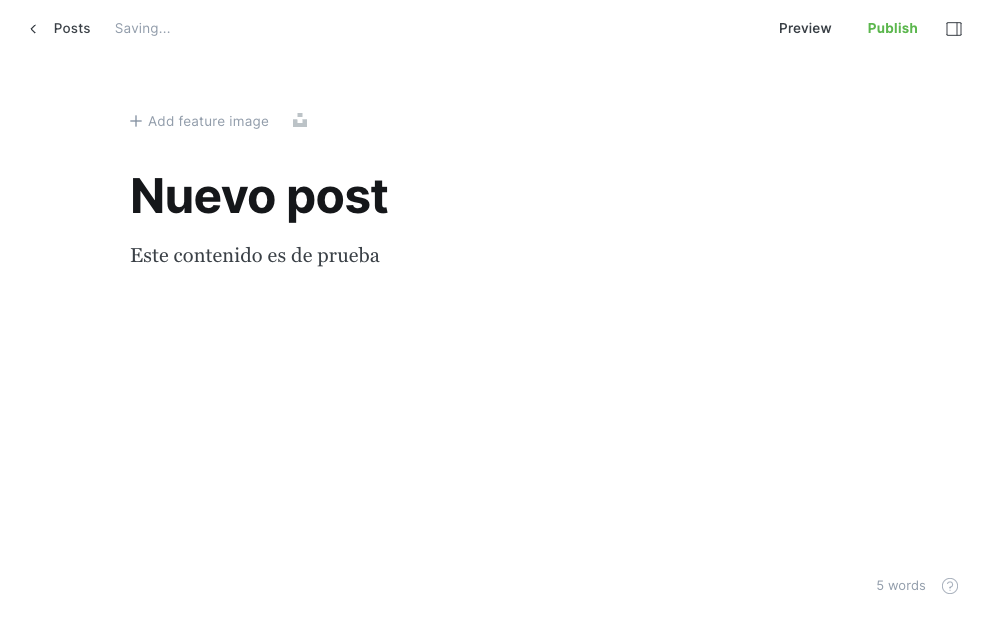 Posts Saving... Preview Publish
Add feature image
Nuevo post
Este contenido es de prueba
5 words